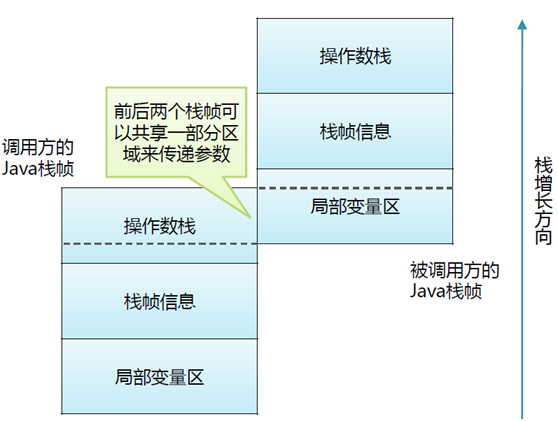 操作数栈
前后两个栈帧可
以共享一部分区
域来传递参数
栈帧信息
调用方的
Java栈帧
局部变量区
操作数栈
栈增长方向
被调用方的
Java栈帧
栈帧信息
局部变量区